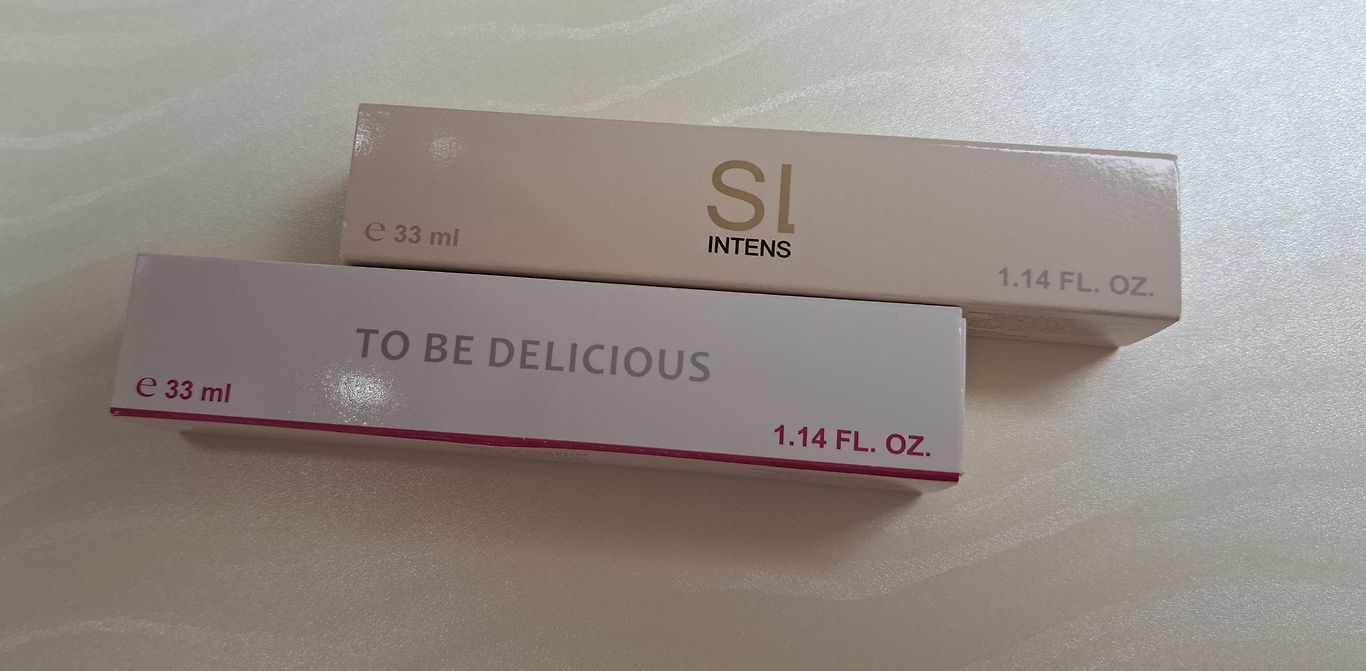 SI
INTENS
℮ 33 ml
1.14 FL. OZ.
TO BE DELICIOUS
℮ 33 ml
1.14 FL. OZ.